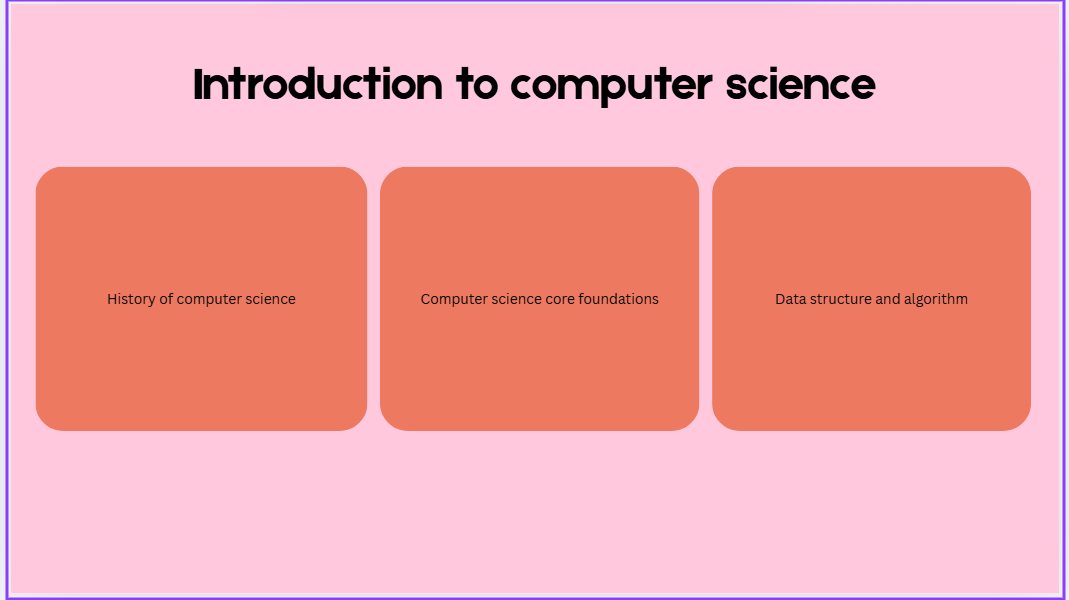 Introduction to computer science
History of computer science
Computer science core foundations
Data structure and algorithm